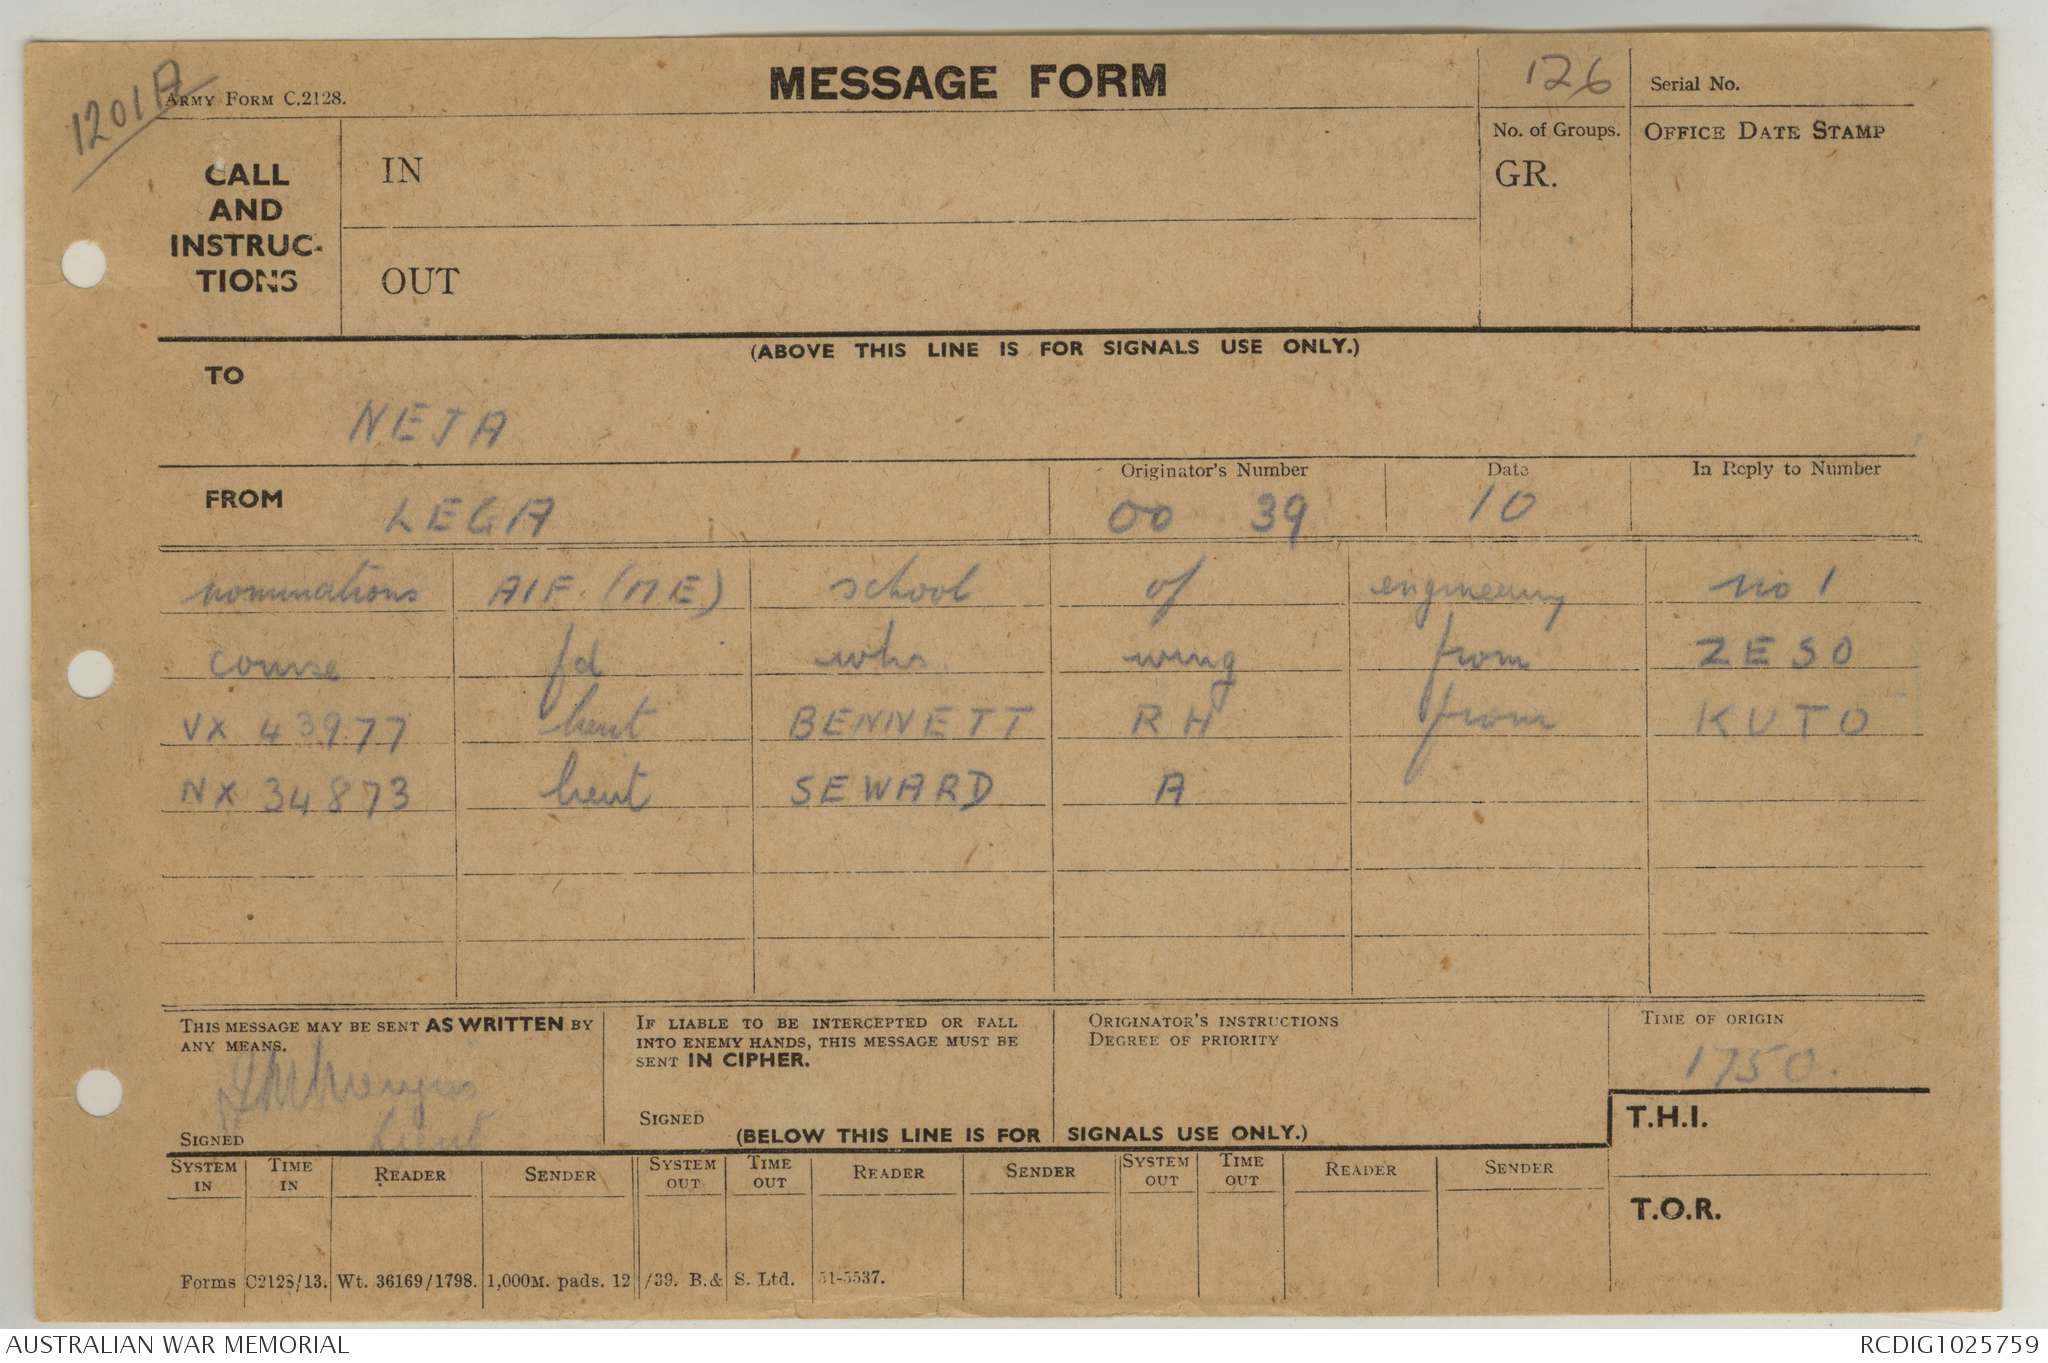 1201A
ARMY FORM C.2128.
MESSAGE FORM
126
Serial No.
No. of Groups.
GR.
OFFICE DATE STAMP
CALL
AND
INSTRUC-
TIONS
IN
OUT
(ABOVE THIS LINE IS FOR SIGNALS USE ONLY.)
TO
NEJA
FROM
LEGA
Originator's Number
OO 39
Date
10
In Reply to Number
nominations AIF (ME) school of engineering no 1
course fd wks wing from ZESO
VX 43977 lieut BENNETT RH from KUTO
NX 34873 lieut SEWARD A
THIS MESSAGE MAY BE SENT AS WRITTEN BY
ANY MEANS.
Lieut
SIGNED
IF LIABLE TO BE INTERCEPTED OR FALL
INTO ENEMY HANDS, THIS MESSAGE MUST BE
SENT IN CIPHER.
SIGNED
ORIGINATOR'S INSTRUCTIONS
DEGREE OF PRIORITY
TIME OF ORIGIN
1750.
(BELOW THIS LINE IS FOR SIGNALS USE ONLY.)
T.H.I.
T.O.R.
SYSTEM IN TIME IN READER SENDER SYSTEM OUT TIME OUT READER SENDER SYSTEM OUT TIME OUT READER SENDER
Forms C2128/13. Wt. 36169/1798. 1,000M. pads. 12/39. B.& S. Ltd. 51-5537.
AUSTRALIAN WAR MEMORIAL
RCDIG1025759